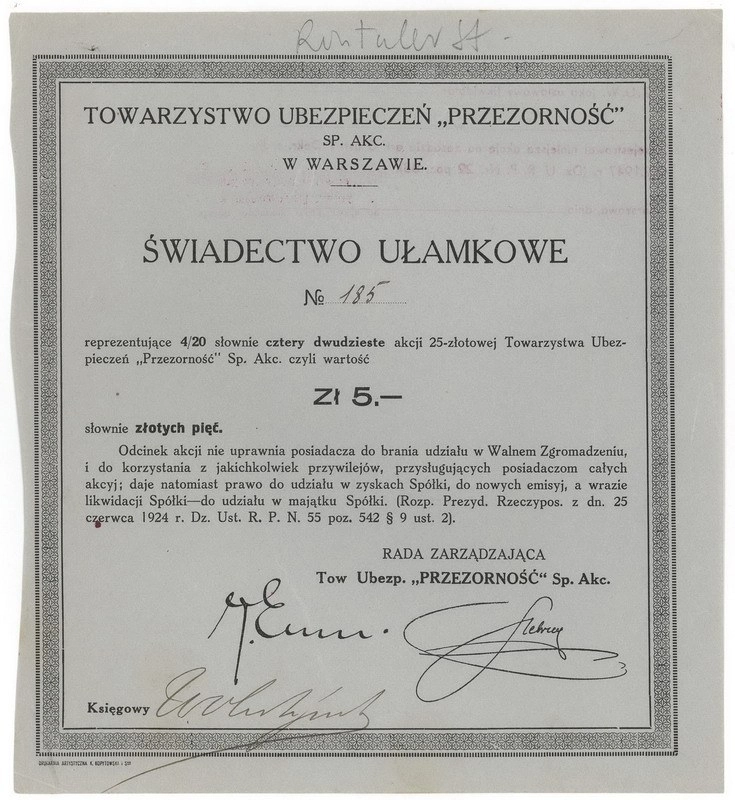 TOWARZYSTWO UBEZPIECZEŃ „PRZEZORNOŚĆ“
SP. AKC.
W WARSZAWIE.
ŚWIADECTWO UŁAMKOWE
№ 185
reprezentujące 4/20 słownie cztery dwudzieste akcji 25-złotowej Towarzystwa Ubez-
pieczeń „Przezorność“ Sp. Akc. czyli wartość
Zł 5.—
słownie złotych pięć.
Odcinek akcji nie uprawnia posiadacza do brania udziału w Walnem Zgromadzeniu,
i do korzystania z jakichkolwiek przywilejów, przysługujących posiadaczom całych
akcyj; daje natomiast prawo do udziału w zyskach Spółki, do nowych emisyj, a wrazie
likwidacji Spółki—do udziału w majątku Spółki. (Rozp. Prezyd. Rzeczypos. z dn. 25
czerwca 1924 r. Dz. Ust. R. P. N. 55 poz. 542 § 9 ust. 2).
RADA ZARZĄDZAJĄCA
Tow Ubezp. „PRZEZORNOŚĆ“ Sp. Akc.
Księgowy
DRUKARNIA ARTYSTYCZNA K. KOPYTOWSKI i S-KA